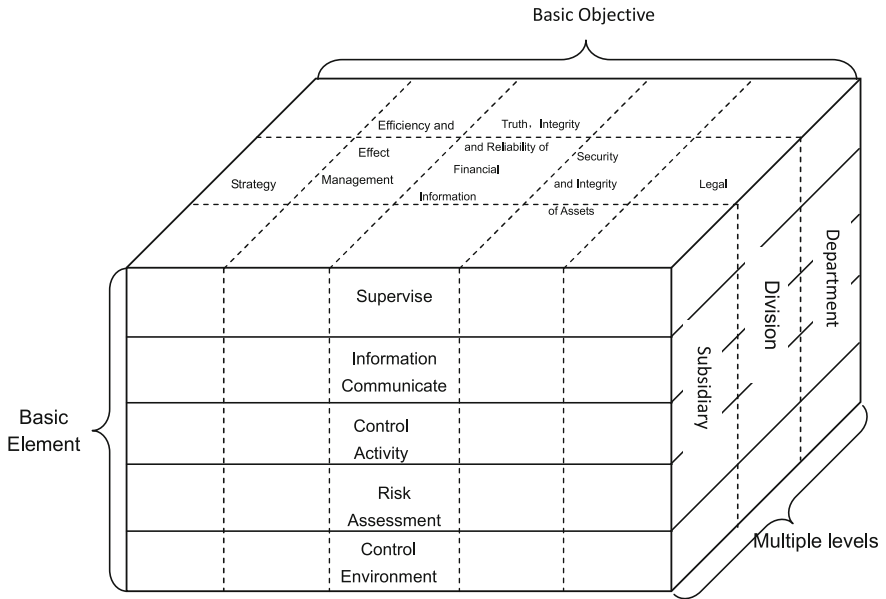 Basic Objective
Efficiency and
Effect
Management
Truth、Integrity
and Reliability of
Financial
Information
Security
and Integrity
of Assets
Strategy
Legal
Supervise
Information
Communicate
Control
Activity
Risk
Assessment
Control
Environment
Basic
Element
Subsidiary
Division
Department
Multiple levels